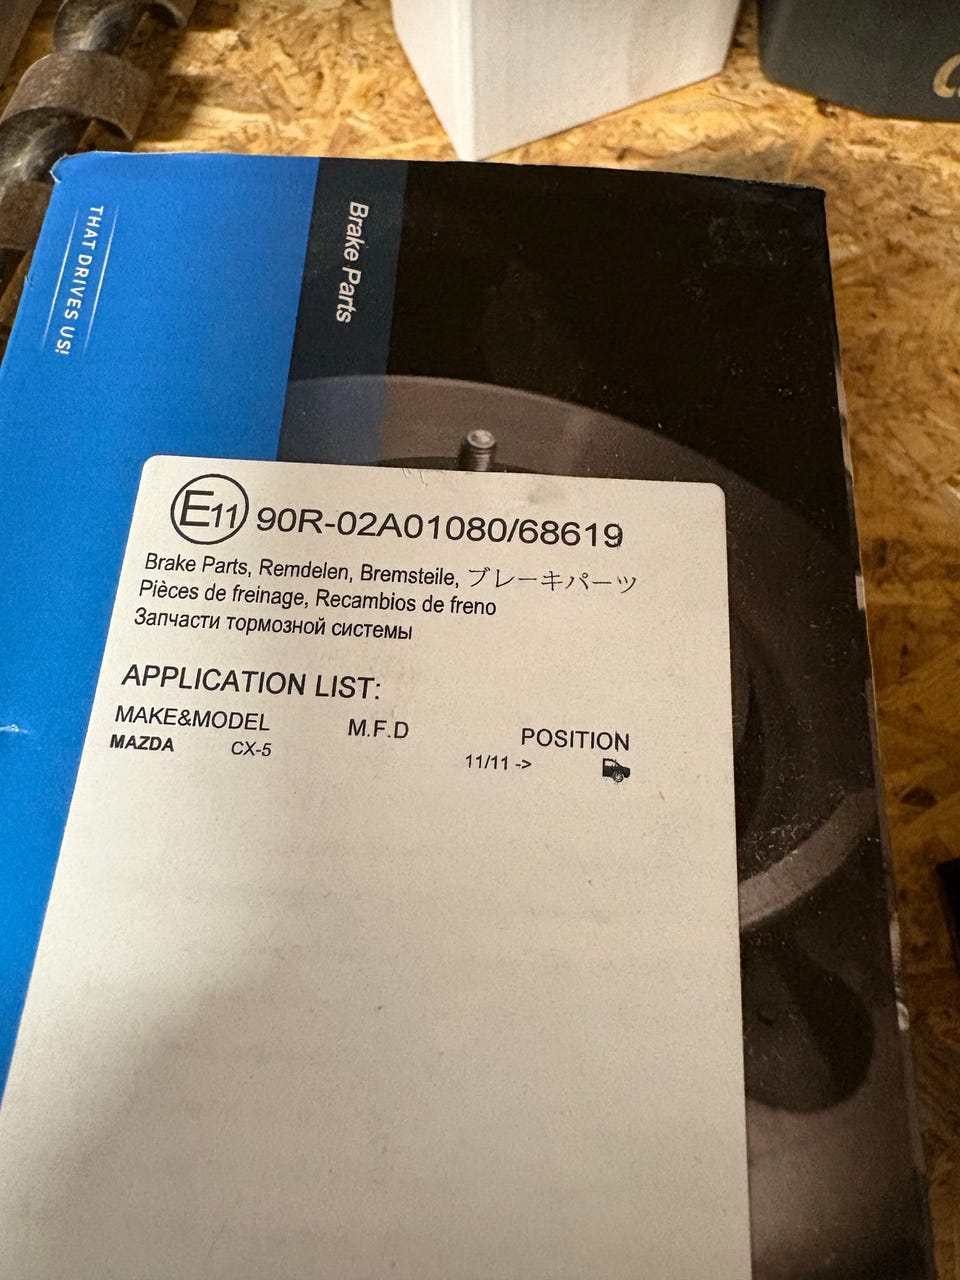 THAT DRIVES US!
Brake Parts
E11 90R-02A01080/68619
Brake Parts, Remdelen, Bremsteile, ブレーキパーツ
Pièces de freinage, Recambios de freno
Запчасти тормозной системы
APPLICATION LIST:
MAKE&MODEL M.F.D POSITION
MAZDA CX-5 11/11 ->